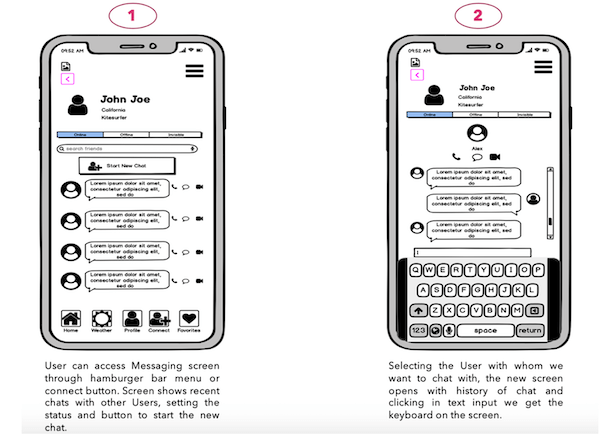 1
09:52 AM
John Joe
California
Kitesurfer
Online Offline Invisible
search friends
Start New Chat
Lorem ipsum dolor sit amet,
consectetur adipiscing elit,
sed do
Lorem ipsum dolor sit amet,
consectetur adipiscing elit,
sed do
Lorem ipsum dolor sit amet,
consectetur adipiscing elit,
sed do
Lorem ipsum dolor sit amet,
consectetur adipiscing elit,
sed do
Home Weather Profile Connect Favorites
User can access Messaging screen
through hamburger bar menu or
connect button. Screen shows recent
chats with other Users, setting the
status and button to start the new
chat.
2
09:52 AM
John Joe
California
Kitesurfer
Online Offline Invisible
Alex
Lorem ipsum dolor sit amet,
consectetur adipiscing elit,
sed do
Lorem ipsum dolor sit amet,
consectetur adipiscing elit,
sed do
Lorem ipsum dolor sit amet,
consectetur adipiscing elit,
sed do
Q W E R T Y U I O P
A S D F G H J K L
Z X C V B N M
123 space return
Selecting the User with whom we
want to chat with, the new screen
opens with history of chat and
clicking in text input we get the
keyboard on the screen.